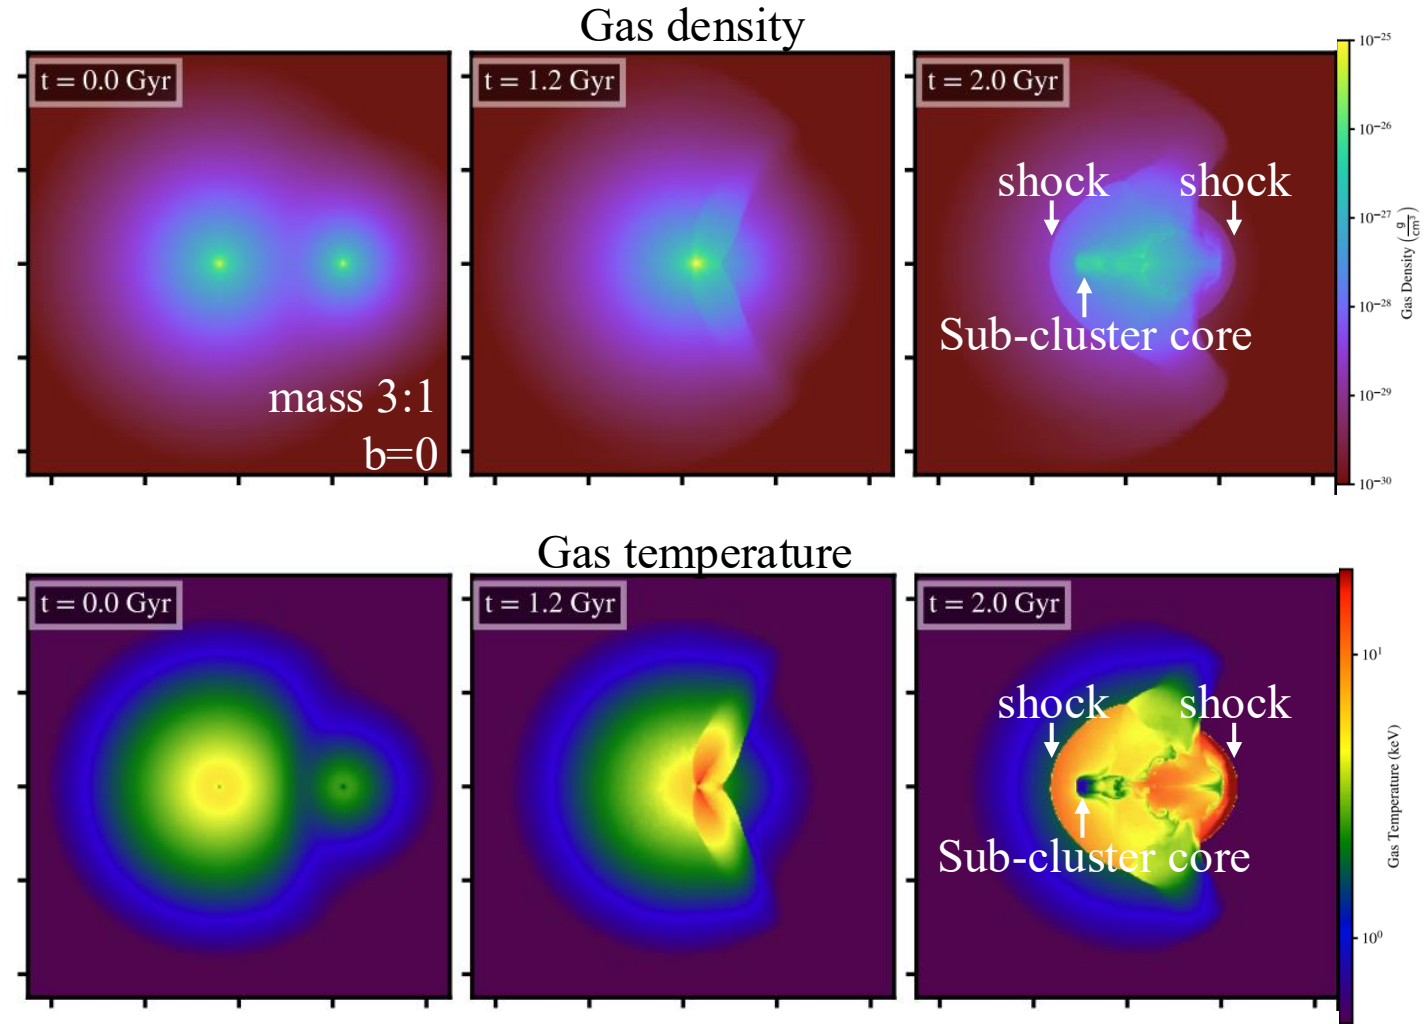 Gas density
t = 0.0 Gyr
t = 1.2 Gyr
t = 2.0 Gyr
mass 3:1
b=0
shock
shock
Sub-cluster core
10⁻²⁵
10⁻²⁶
10⁻²⁷
10⁻²⁸
10⁻²⁹
10⁻³⁰
Gas Density (g/cm³)
Gas temperature
t = 0.0 Gyr
t = 1.2 Gyr
t = 2.0 Gyr
shock
shock
Sub-cluster core
10¹
10⁰
Gas Temperature (keV)